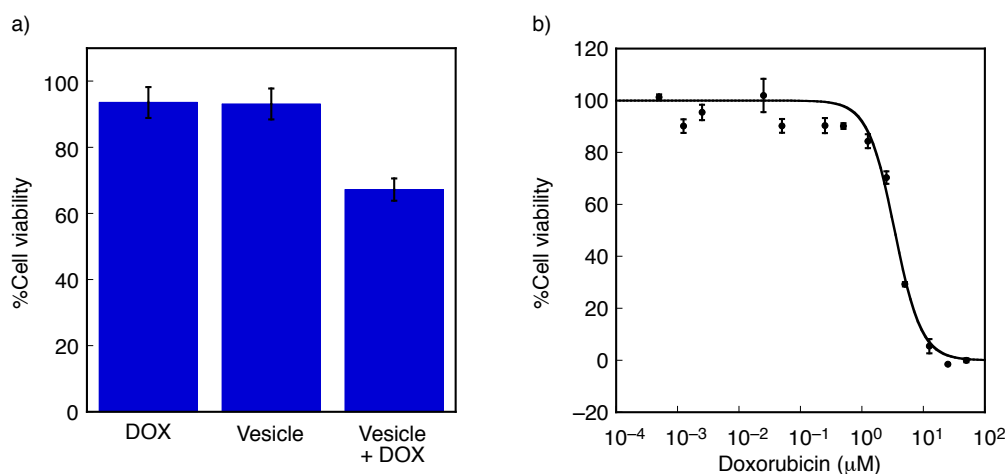 a)
%Cell viability
100
80
60
40
20
0
DOX
Vesicle
Vesicle
+ DOX
b)
%Cell viability
120
100
80
60
40
20
0
–20
10⁻⁴
10⁻³
10⁻²
10⁻¹
10⁰
10¹
10²
Doxorubicin (μM)